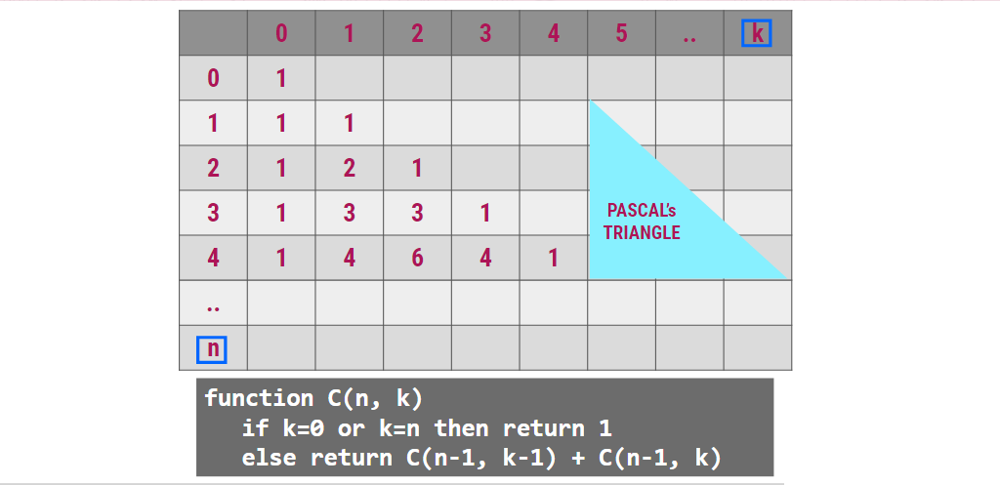 0 1 2 3 4 5 .. k
0 1
1 1 1
2 1 2 1
3 1 3 3 1
4 1 4 6 4 1
..
n
PASCAL's
TRIANGLE
function C(n, k)
if k=0 or k=n then return 1
else return C(n-1, k-1) + C(n-1, k)